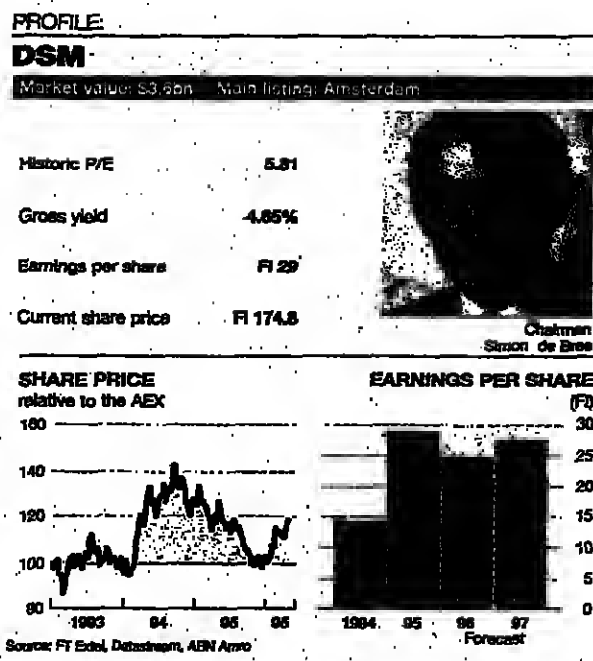 PROFILE:
DSM
Market value: $3.6bn Main listing: Amsterdam
Historic P/E 5.81
Gross yield 4.65%
Earnings per share Fl 29
Current share price Fl 174.8
Chairman
Simon de Bree
SHARE PRICE
relative to the AEX
160
140
120
100
80
1993 94 95 96
EARNINGS PER SHARE
(Fl)
30
25
20
15
10
5
0
1994 95 96 97
Forecast
Source: FT Extel, Datastream, ABN Amro